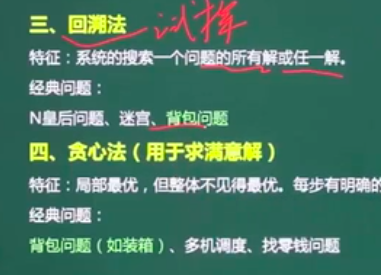 三、回溯法 试探
特征：系统的搜索一个问题的所有解或任一解。
经典问题：
N皇后问题、迷宫、背包问题
四、贪心法（用于求满意解）
特征：局部最优，但整体不见得最优。每步有明确的
经典问题：
背包问题（如装箱）、多机调度、找零钱问题